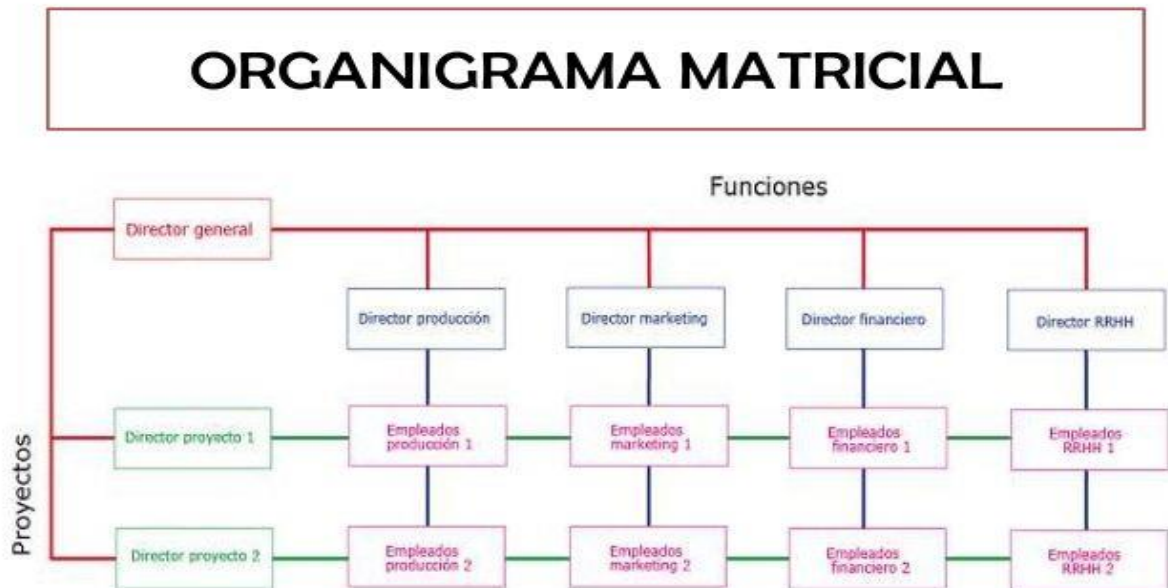 ORGANIGRAMA MATRICIAL
Funciones
Director general
Director producción
Director marketing
Director financiero
Director RRHH
Proyectos
Director proyecto 1
Empleados
producción 1
Empleados
marketing 1
Empleados
financiero 1
Empleados
RRHH 1
Director proyecto 2
Empleados
producción 2
Empleados
marketing 2
Empleados
financiero 2
Empleados
RRHH 2